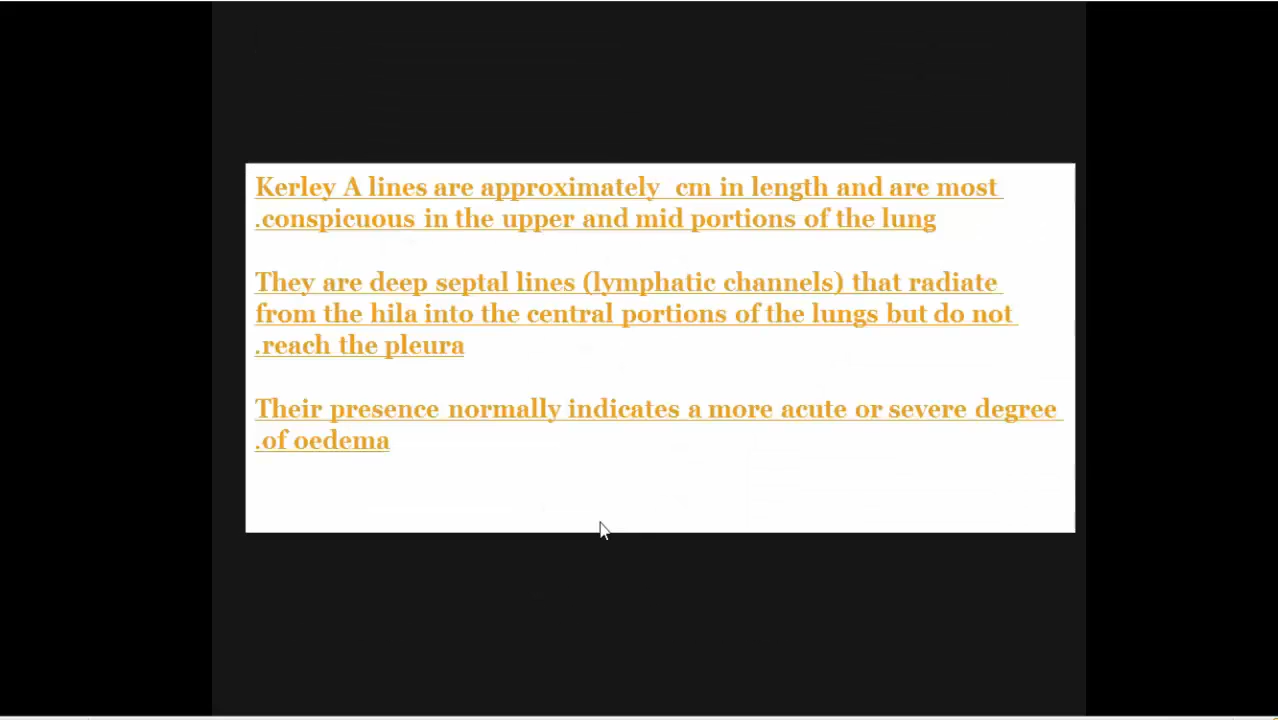 Kerley A lines are approximately  cm in length and are most
.conspicuous in the upper and mid portions of the lung
They are deep septal lines (lymphatic channels) that radiate
from the hila into the central portions of the lungs but do not
.reach the pleura
Their presence normally indicates a more acute or severe degree
.of oedema